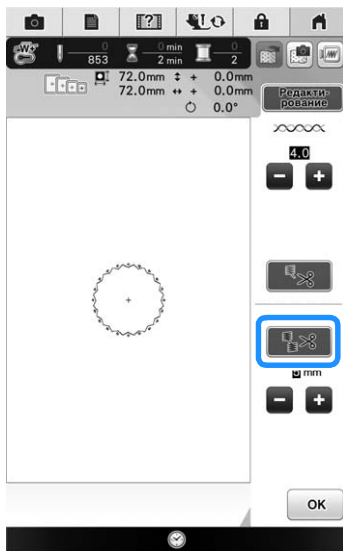 [?]
W+
0 0 min 0
853 2 min 2
72.0mm + 0.0mm
72.0mm + 0.0mm
0.0°
Редакти-
рование
4.0
- +
mm
- +
OK